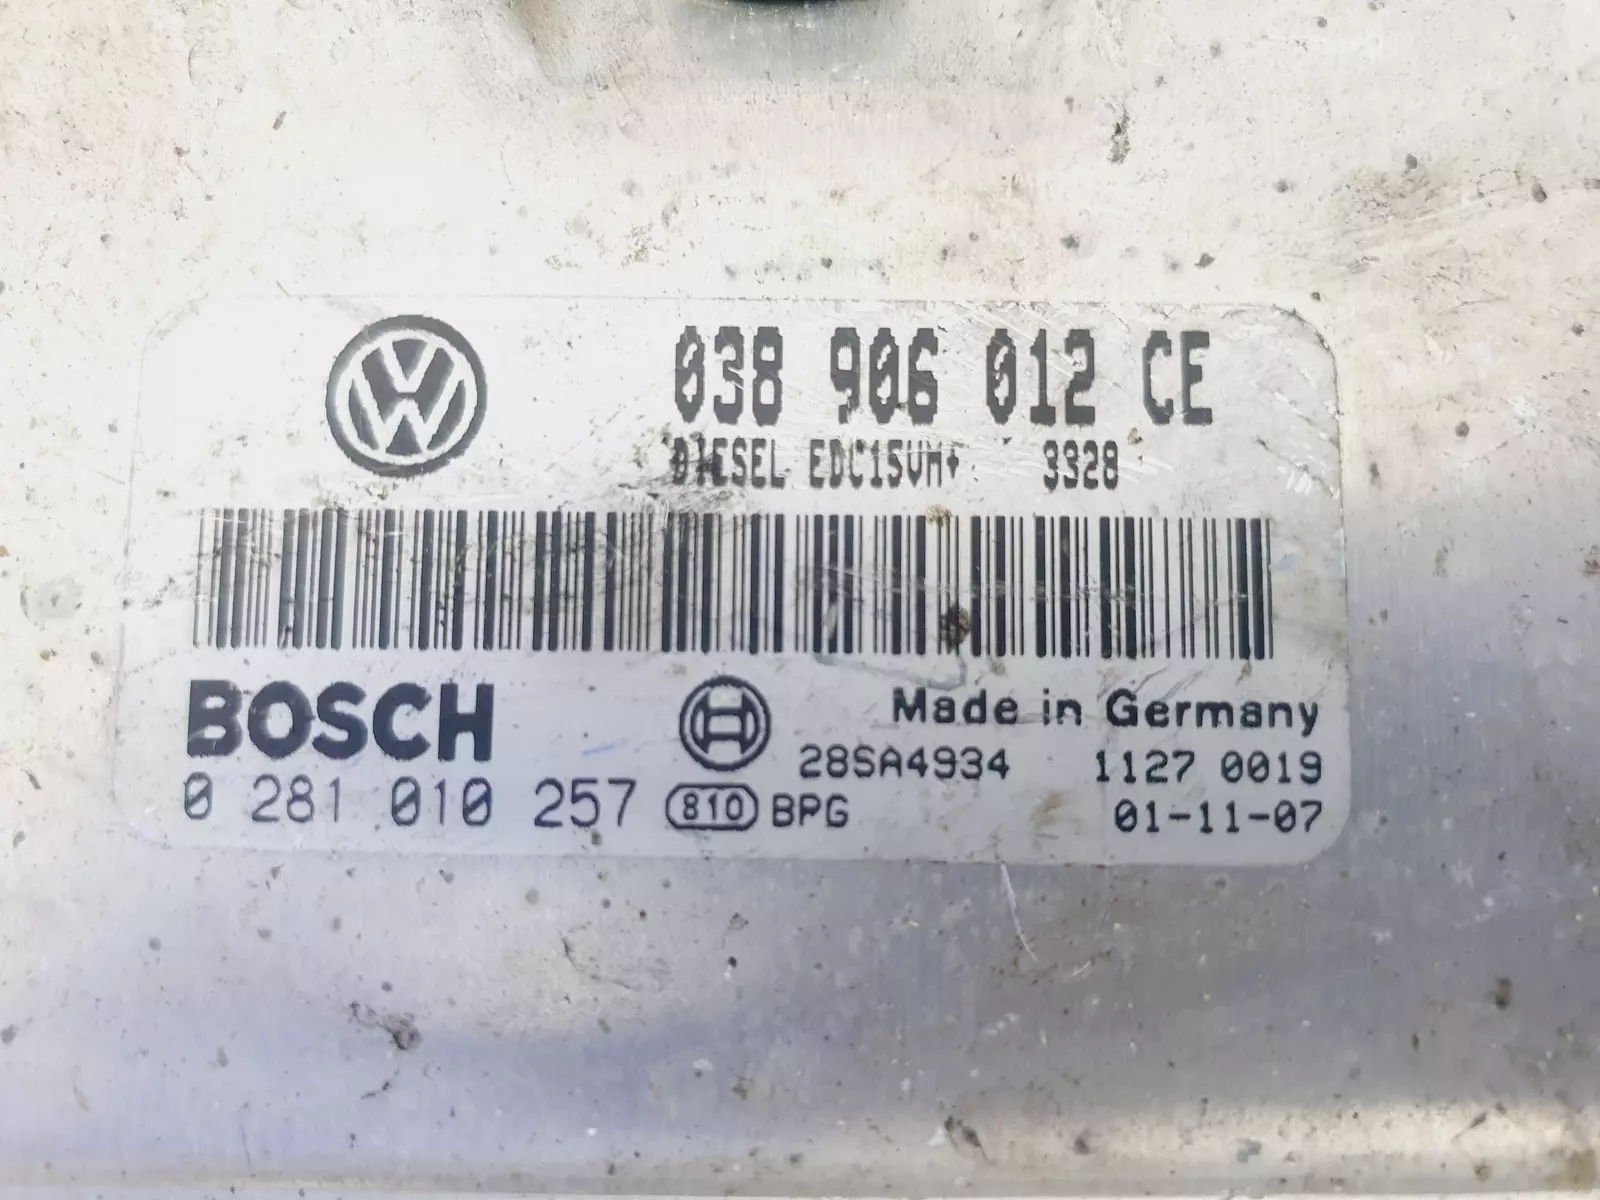 038 906 012 CE
DIESEL EDC15VM+ 3328
BOSCH
Made in Germany
28SA4934 1127 0019
0 281 010 257 810 BPG 01-11-07